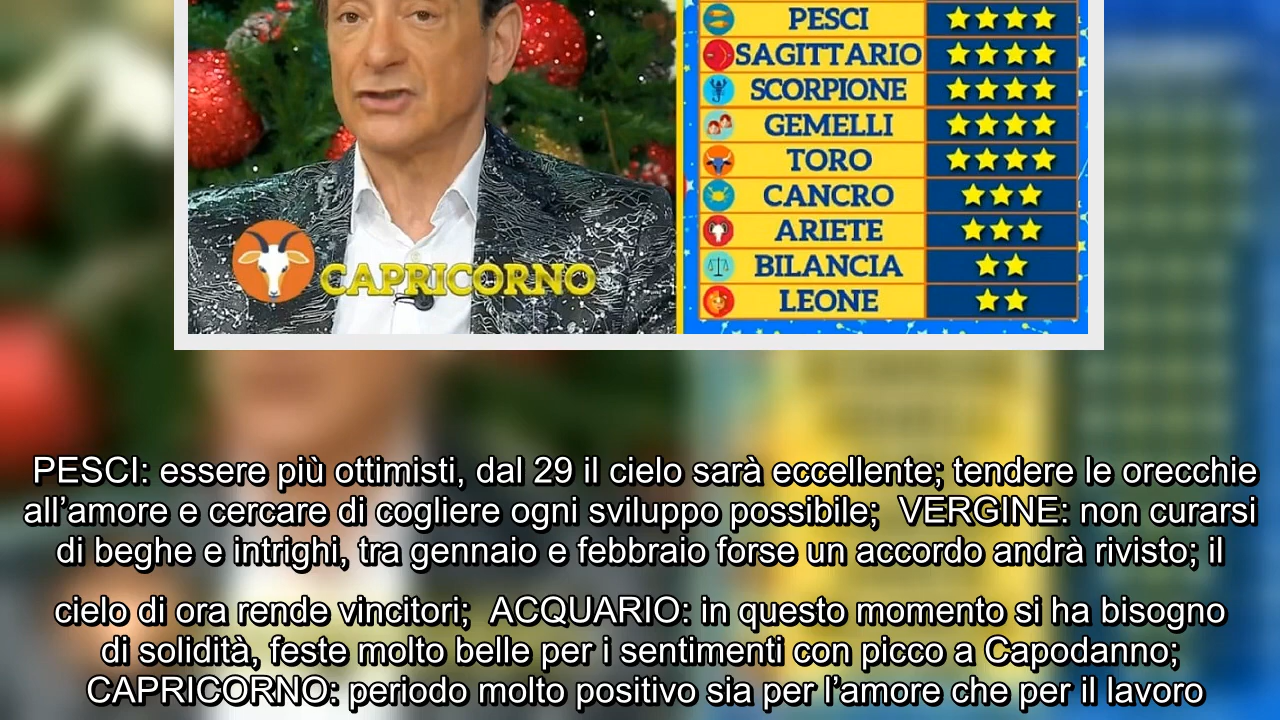 PESCI
SAGITTARIO
SCORPIONE
GEMELLI
TORO
CANCRO
ARIETE
BILANCIA
LEONE
CAPRICORNO
PESCI: essere più ottimisti, dal 29 il cielo sarà eccellente; tendere le orecchie
all’amore e cercare di cogliere ogni sviluppo possibile;  VERGINE: non curarsi
di beghe e intrighi, tra gennaio e febbraio forse un accordo andrà rivisto; il
cielo di ora rende vincitori;  ACQUARIO: in questo momento si ha bisogno
di solidità, feste molto belle per i sentimenti con picco a Capodanno;
CAPRICORNO: periodo molto positivo sia per l’amore che per il lavoro